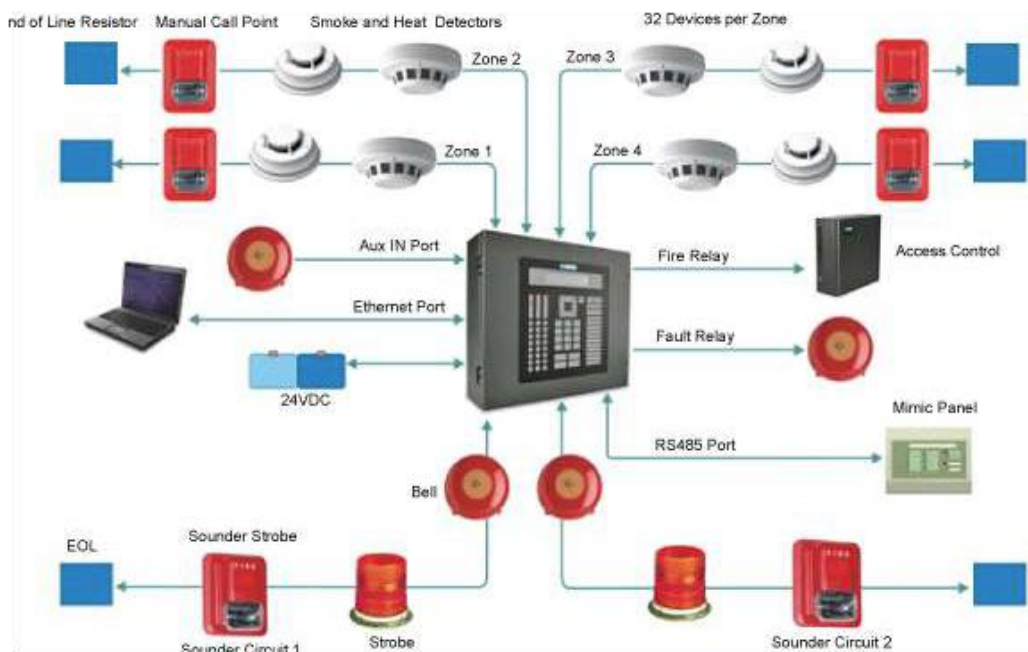 nd of Line Resistor
Manual Call Point
Smoke and Heat Detectors
32 Devices per Zone
Zone 2
Zone 3
Zone 1
Zone 4
Aux IN Port
Fire Relay
Access Control
Ethernet Port
Fault Relay
24VDC
Mimic Panel
RS485 Port
Bell
EOL
Sounder Strobe
FIRE
FIRE
Strobe
Sounder Circuit 1
Sounder Circuit 2